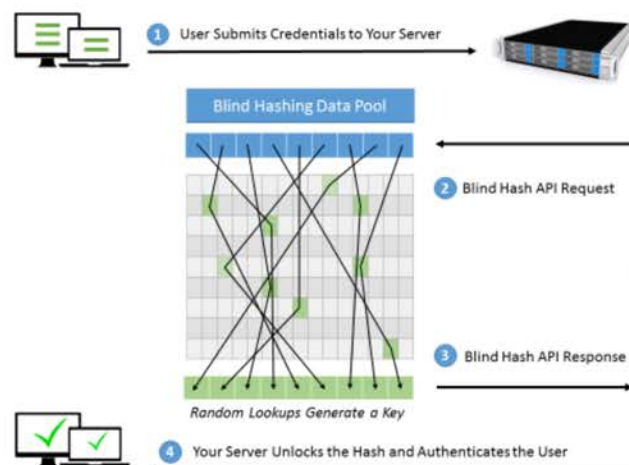 1 User Submits Credentials to Your Server
Blind Hashing Data Pool
2 Blind Hash API Request
3 Blind Hash API Response
Random Lookups Generate a Key
4 Your Server Unlocks the Hash and Authenticates the User